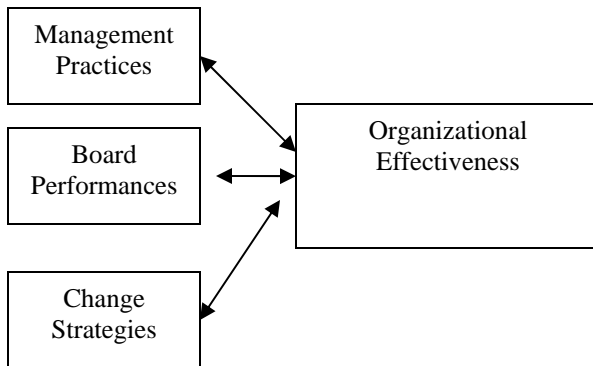 Management
Practices
Board
Performances
Change
Strategies
Organizational
Effectiveness